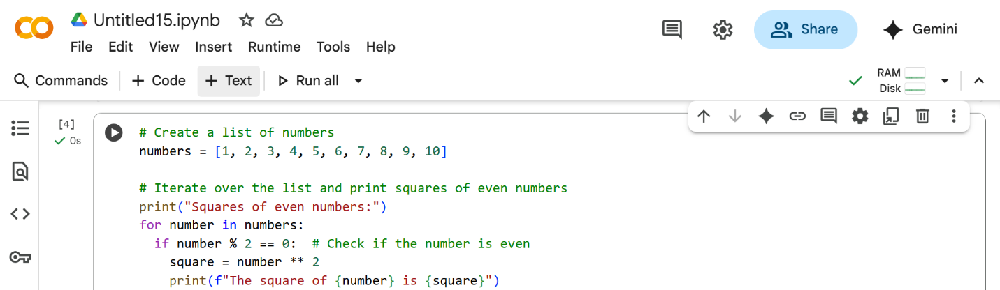 Untitled15.ipynb
File Edit View Insert Runtime Tools Help
Share
Gemini
Commands + Code + Text Run all
RAM
Disk
[4]
0s
# Create a list of numbers
numbers = [1, 2, 3, 4, 5, 6, 7, 8, 9, 10]
# Iterate over the list and print squares of even numbers
print("Squares of even numbers:")
for number in numbers:
  if number % 2 == 0:  # Check if the number is even
    square = number ** 2
    print(f"The square of {number} is {square}")